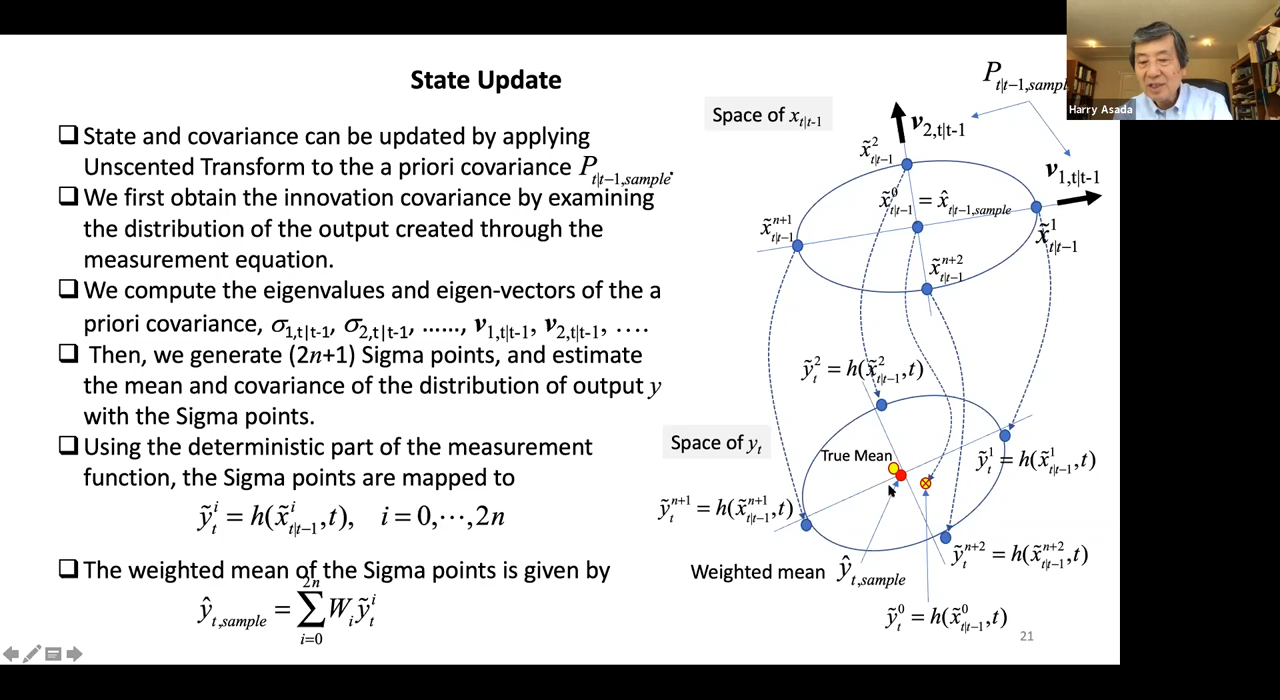 State Update
❑ State and covariance can be updated by applying
Unscented Transform to the a priori covariance P_{t|t−1,sample}.
❑ We first obtain the innovation covariance by examining
the distribution of the output created through the
measurement equation.
❑ We compute the eigenvalues and eigen-vectors of the a
priori covariance, σ_{1,t|t-1}, σ_{2,t|t-1}, ......, v_{1,t|t-1}, v_{2,t|t-1}, ....
❑ Then, we generate (2n+1) Sigma points, and estimate
the mean and covariance of the distribution of output y
with the Sigma points.
❑ Using the deterministic part of the measurement
function, the Sigma points are mapped to
ỹ_t^i = h(x̃_{t|t−1}^i, t), i = 0,⋯,2n
❑ The weighted mean of the Sigma points is given by
ŷ_{t,sample} = ∑_{i=0}^{2n} W_i ỹ_t^i
Space of x_{t|t-1}
P_{t|t−1,sampl
Harry Asada
v_{2,t|t-1}
v_{1,t|t-1}
x̃_{t|t−1}^2
x̃_{t|t−1}^0 = x̂_{t|t−1,sample}
x̃_{t|t−1}^{n+1}
x̃_{t|t−1}^1
x̃_{t|t−1}^{n+2}
ỹ_t^2 = h(x̃_{t|t−1}^2, t)
Space of y_t
True Mean
ỹ_t^1 = h(x̃_{t|t−1}^1, t)
ỹ_t^{n+1} = h(x̃_{t|t−1}^{n+1}, t)
ỹ_t^{n+2} = h(x̃_{t|t−1}^{n+2}, t)
Weighted mean ŷ_{t,sample}
ỹ_t^0 = h(x̃_{t|t−1}^0, t)
21